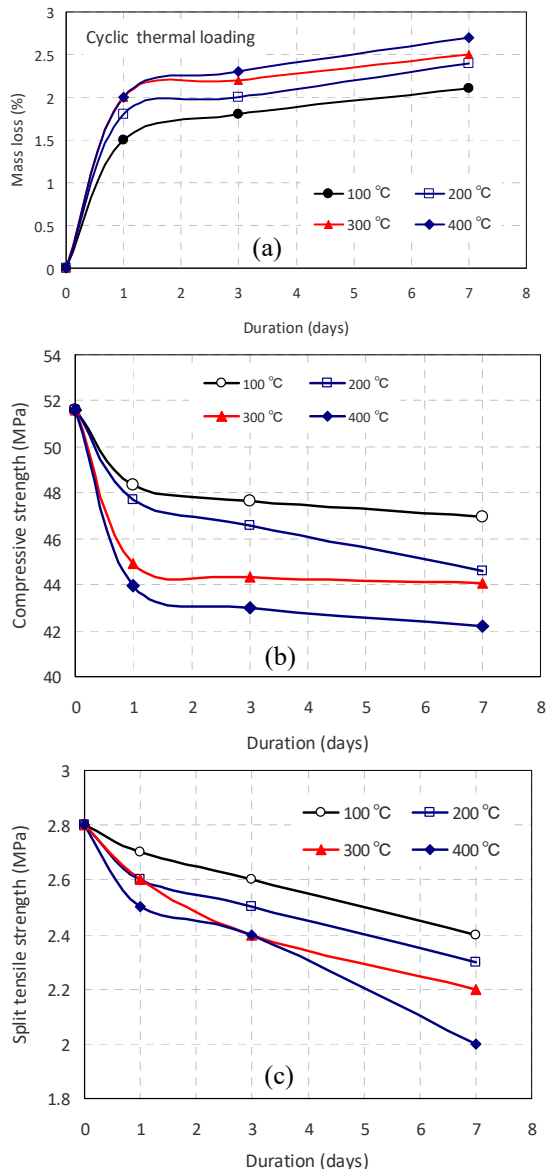 (a)
3
Cyclic thermal loading
2.5
2
1.5
1
0.5
0
Mass loss (%)
100 °C
200 °C
300 °C
400 °C
0 1 2 3 4 5 6 7 8
Duration (days)
54
52
50
48
46
44
42
40
Compressive strength (MPa)
100 °C
200 °C
300 °C
400 °C
(b)
0 1 2 3 4 5 6 7 8
Duration (days)
3
2.8
2.6
2.4
2.2
2
1.8
Split tensile strength (MPa)
100 °C
200 °C
300 °C
400 °C
(c)
0 1 2 3 4 5 6 7 8
Duration (days)